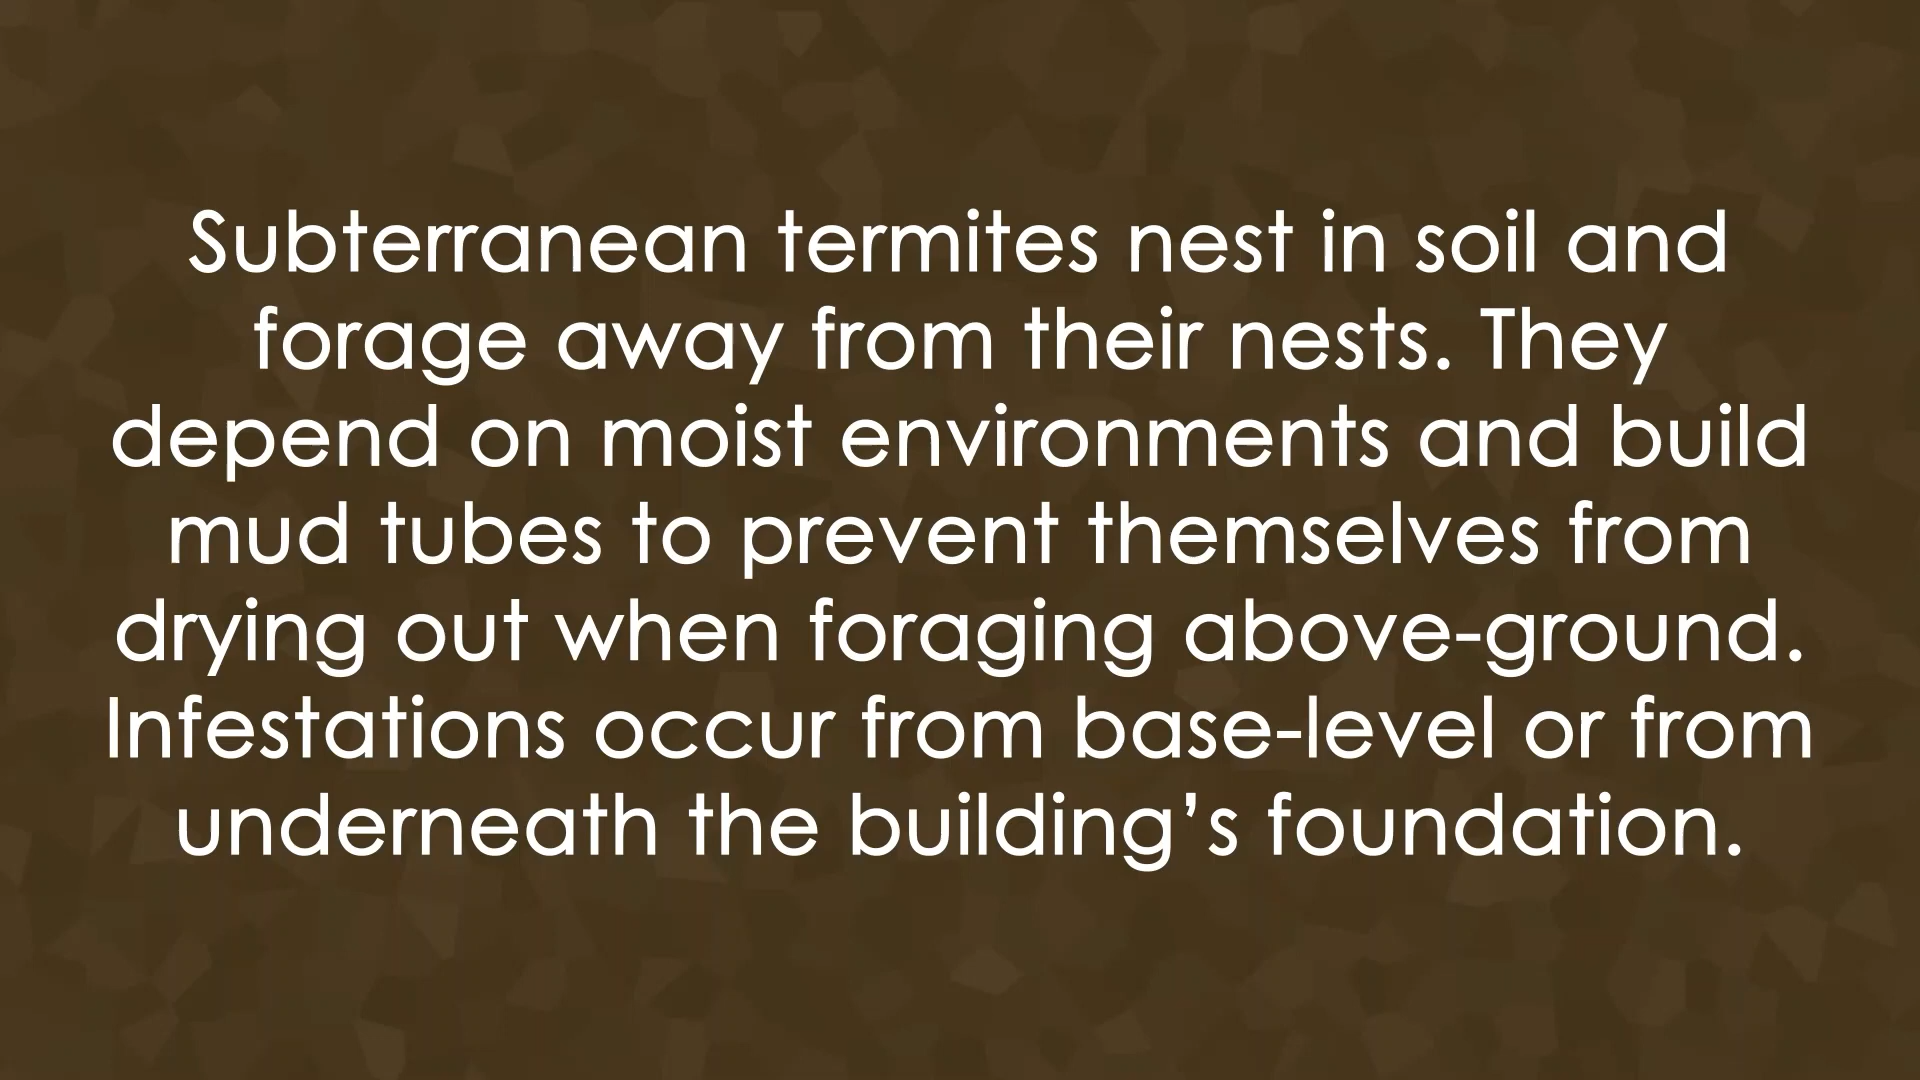 Subterranean termites nest in soil and
forage away from their nests. They
depend on moist environments and build
mud tubes to prevent themselves from
drying out when foraging above-ground.
Infestations occur from base-level or from
underneath the building’s foundation.